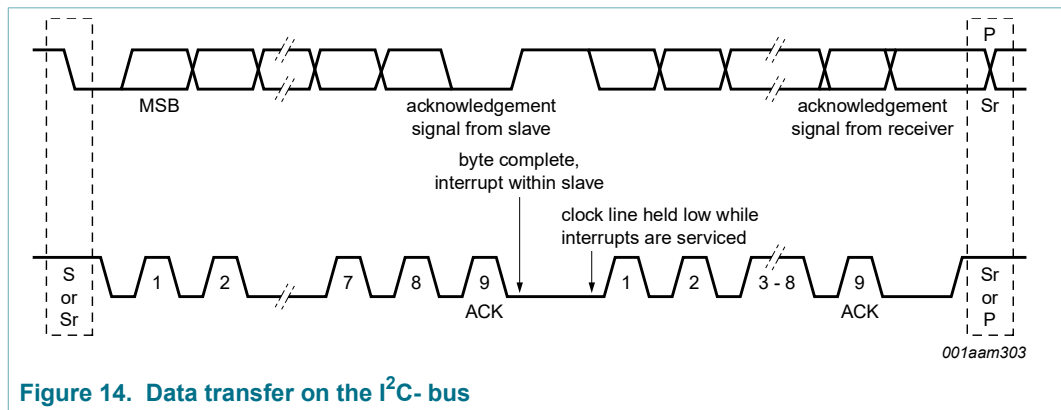 P
MSB
acknowledgement
signal from slave
acknowledgement
signal from receiver
Sr
byte complete,
interrupt within slave
clock line held low while
interrupts are serviced
S
or
Sr
1
2
7
8
9
ACK
1
2
3 - 8
9
ACK
Sr
or
P
001aam303
Figure 14. Data transfer on the I²C- bus